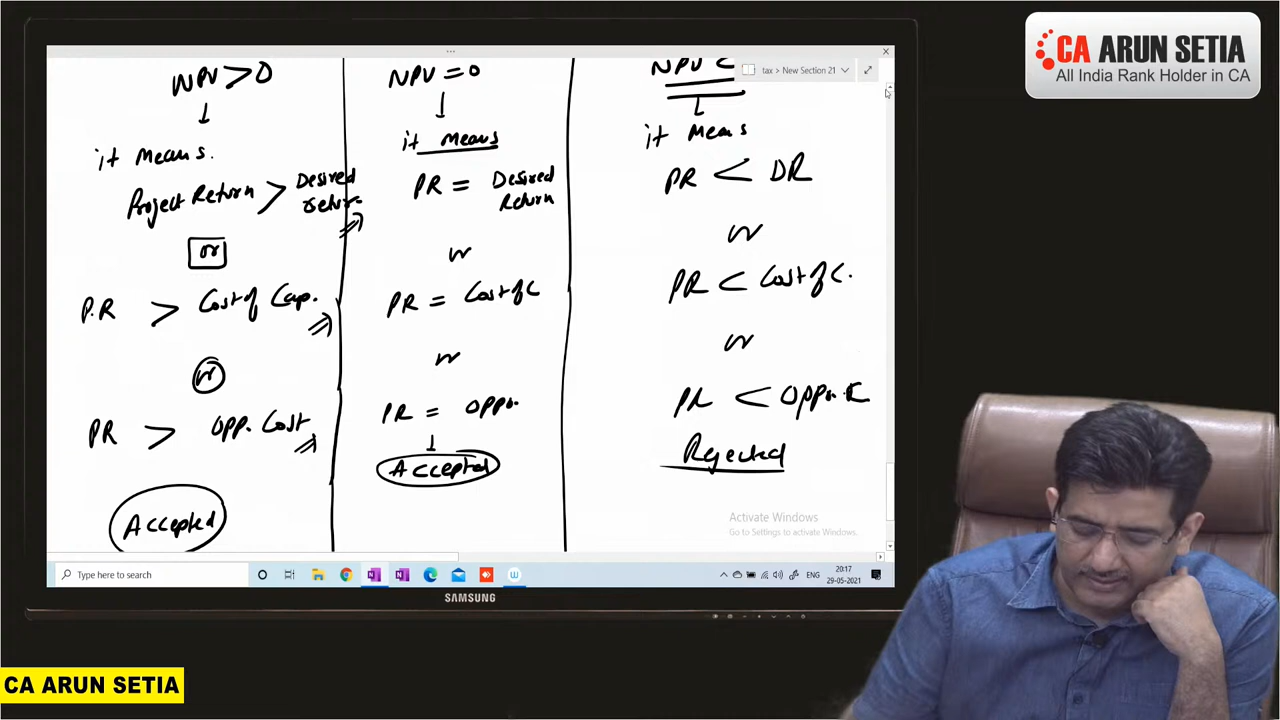 CA ARUN SETIA
All India Rank Holder in CA
tax > New Section 21
NPV > 0
it Means.
Project Return > Desired return
or
P.R > Cost of Cap.
or
PR > Opp. Cost
Accepted
NPV = 0
it Means
PR = Desired Return
or
PR = Cost of C
or
PR = Oppo.
Accepted
NPV <
it Means
PR < DR
or
PR < Cost of C.
or
PR < Oppo. C
Rejected
Activate Windows
Go to Settings to activate Windows.
Type here to search
ENG
20:17
29-05-2021
SAMSUNG
CA ARUN SETIA